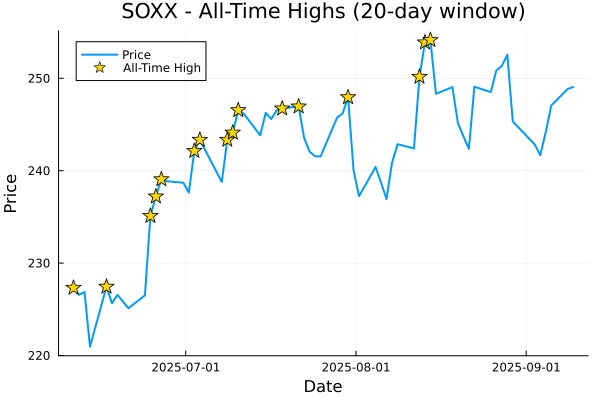 SOXX - All-Time Highs (20-day window)
Price
All-Time High
250
240
230
220
Price
2025-07-01
2025-08-01
2025-09-01
Date